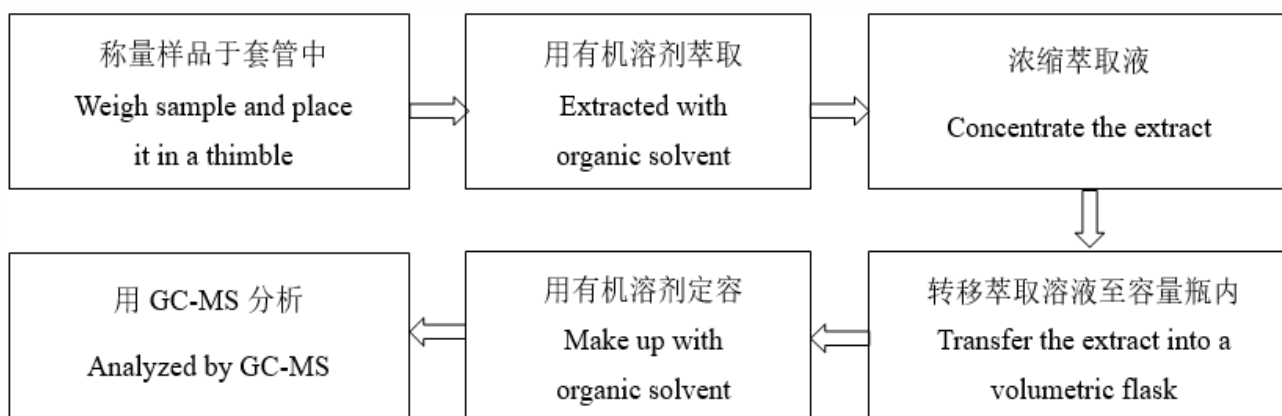 称量样品于套管中
Weigh sample and place
it in a thimble
用有机溶剂萃取
Extracted with
organic solvent
浓缩萃取液
Concentrate the extract
转移萃取溶液至容量瓶内
Transfer the extract into a
volumetric flask
用有机溶剂定容
Make up with
organic solvent
用 GC-MS 分析
Analyzed by GC-MS